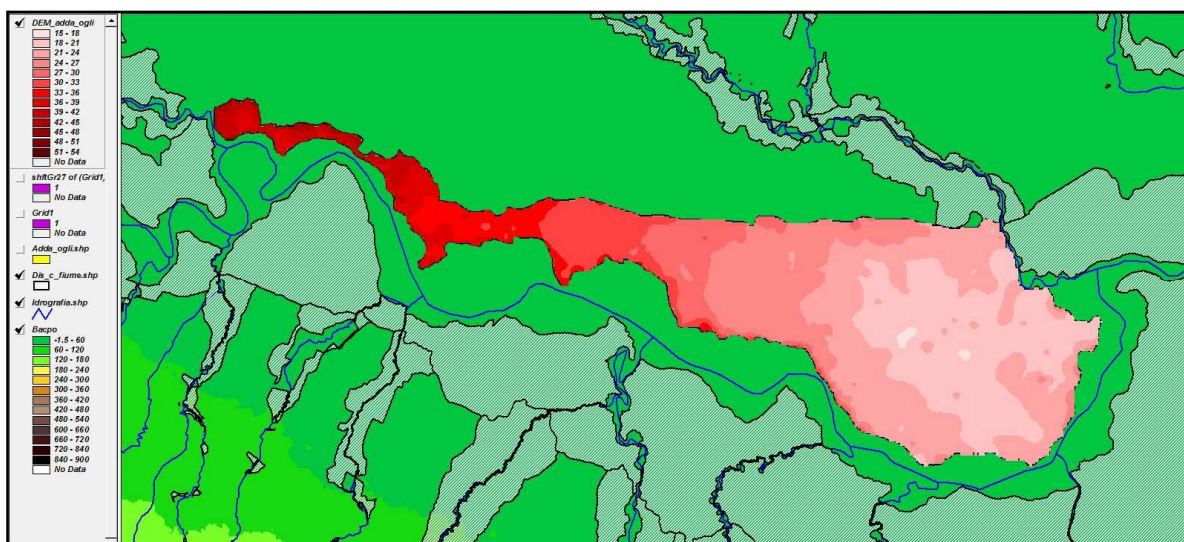 DEM_adda_ogli
15 - 18
18 - 21
21 - 24
24 - 27
27 - 30
30 - 33
33 - 36
36 - 39
39 - 42
42 - 45
45 - 48
48 - 51
51 - 54
No Data
shftGr27 of (Grid1,
1
No Data
Grid1
1
No Data
Adda_ogli.shp
Dis_c_fiume.shp
Idrografia.shp
Bacpo
-1.5 - 60
60 - 120
120 - 180
180 - 240
240 - 300
300 - 360
360 - 420
420 - 480
480 - 540
600 - 660
660 - 720
720 - 840
840 - 900
No Data